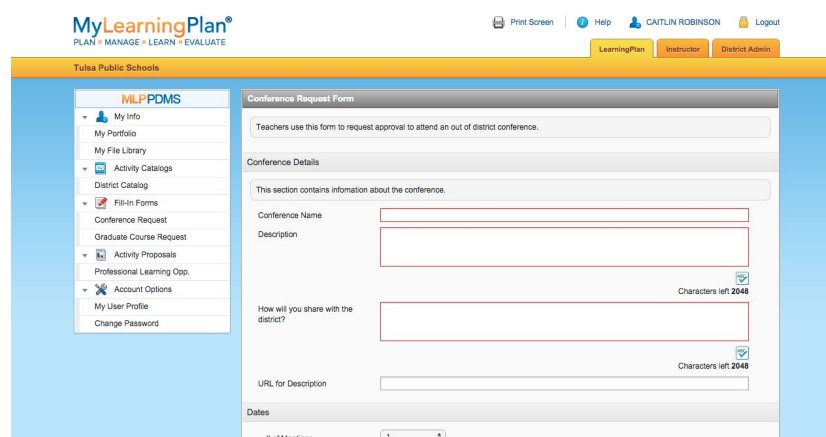 MyLearningPlan®
PLAN • MANAGE • LEARN • EVALUATE
Print Screen
Help
CAITLIN ROBINSON
Logout
LearningPlan
Instructor
District Admin
Tulsa Public Schools
MLPPDMS
My Info
My Portfolio
My File Library
Activity Catalogs
District Catalog
Fill-In Forms
Conference Request
Graduate Course Request
Activity Proposals
Professional Learning Opp.
Account Options
My User Profile
Change Password
Conference Request Form
Teachers use this form to request approval to attend an out of district conference.
Conference Details
This section contains infomation about the conference.
Conference Name
Description
ABC
Characters left 2048
How will you share with the
district?
ABC
Characters left 2048
URL for Description
Dates